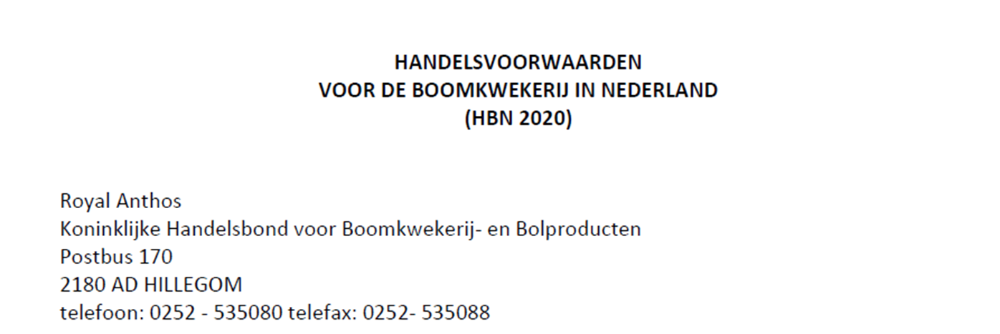 HANDELSVOORWAARDEN
VOOR DE BOOMKWEKERIJ IN NEDERLAND
(HBN 2020)
Royal Anthos
Koninklijke Handelsbond voor Boomkwekerij- en Bolproducten
Postbus 170
2180 AD HILLEGOM
telefoon: 0252 - 535080 telefax: 0252- 535088